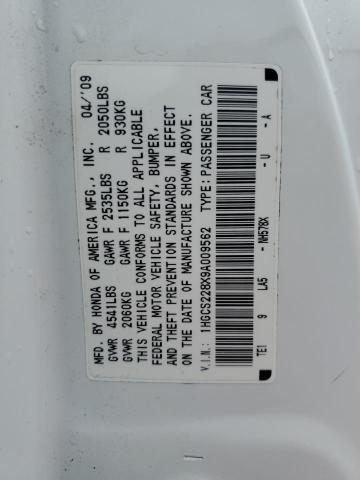 MFD. BY HONDA OF AMERICA MFG., INC. 04/'09
GVWR 4541LBS GAWR F 2535LBS R 2050LBS
GVWR 2060KG GAWR F 1150KG R 930KG
THIS VEHICLE CONFORMS TO ALL APPLICABLE
FEDERAL MOTOR VEHICLE SAFETY, BUMPER,
AND THEFT PREVENTION STANDARDS IN EFFECT
ON THE DATE OF MANUFACTURE SHOWN ABOVE.
V.I.N.: 1HGCS228X9A009562 TYPE: PASSENGER CAR
TE1 9 LA5 NH578X - U - A